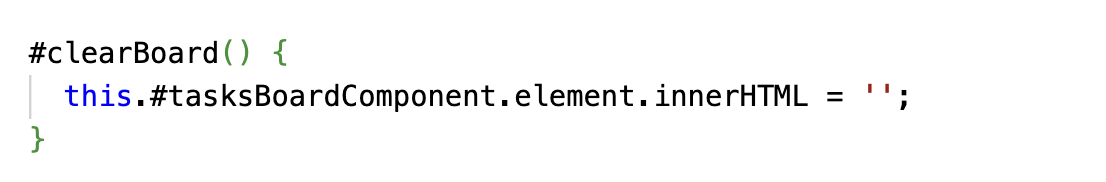 #clearBoard() {
  this.#tasksBoardComponent.element.innerHTML = '';
}